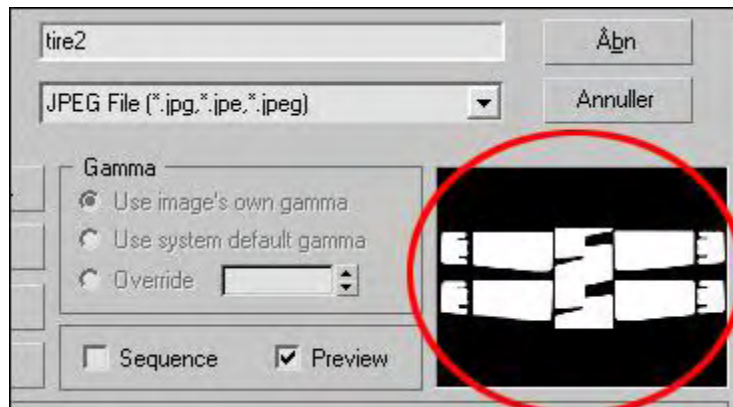 tire2
Åbn
JPEG File (*.jpg,*.jpe,*.jpeg)
Annuller
Gamma
Use image's own gamma
Use system default gamma
Override
Sequence
Preview